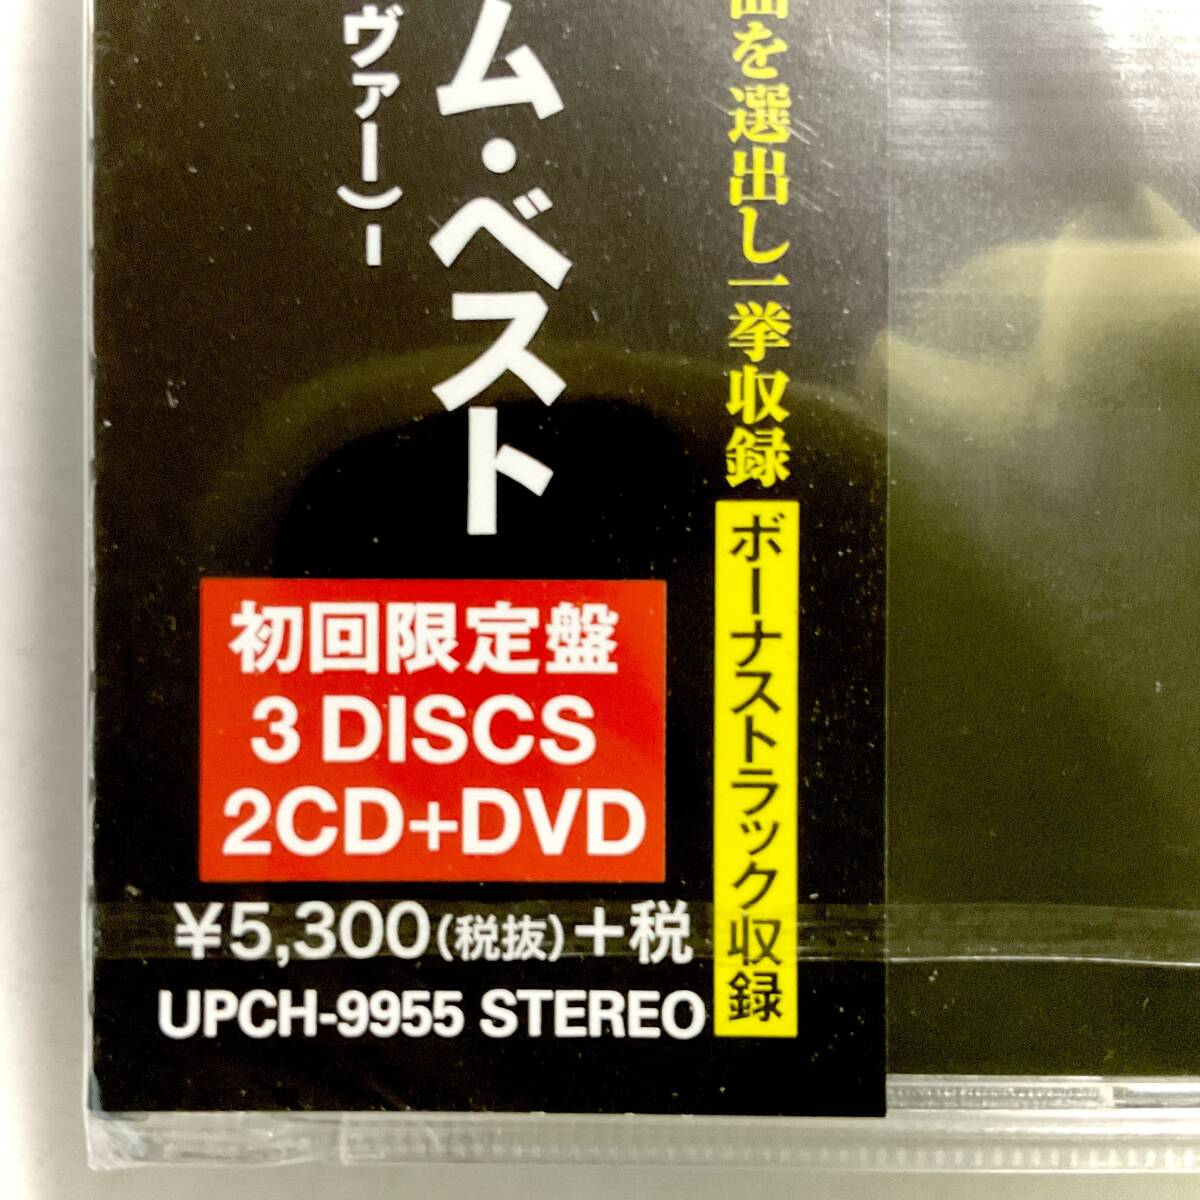 曲を選出し一挙収録
ボーナストラック収録
ム・ベスト
ヴァー)-
初回限定盤
3 DISCS
2CD+DVD
¥5,300(税抜)+税
UPCH-9955 STEREO